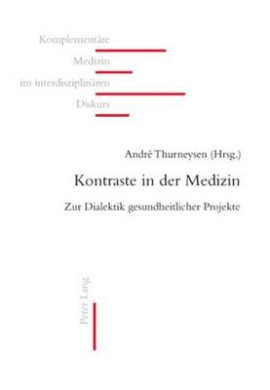 Komplementäre
Medizin
im interdisziplinären
Diskurs
André Thurneysen (Hrsg.)
Kontraste in der Medizin
Zur Dialektik gesundheitlicher Projekte
Peter Lang